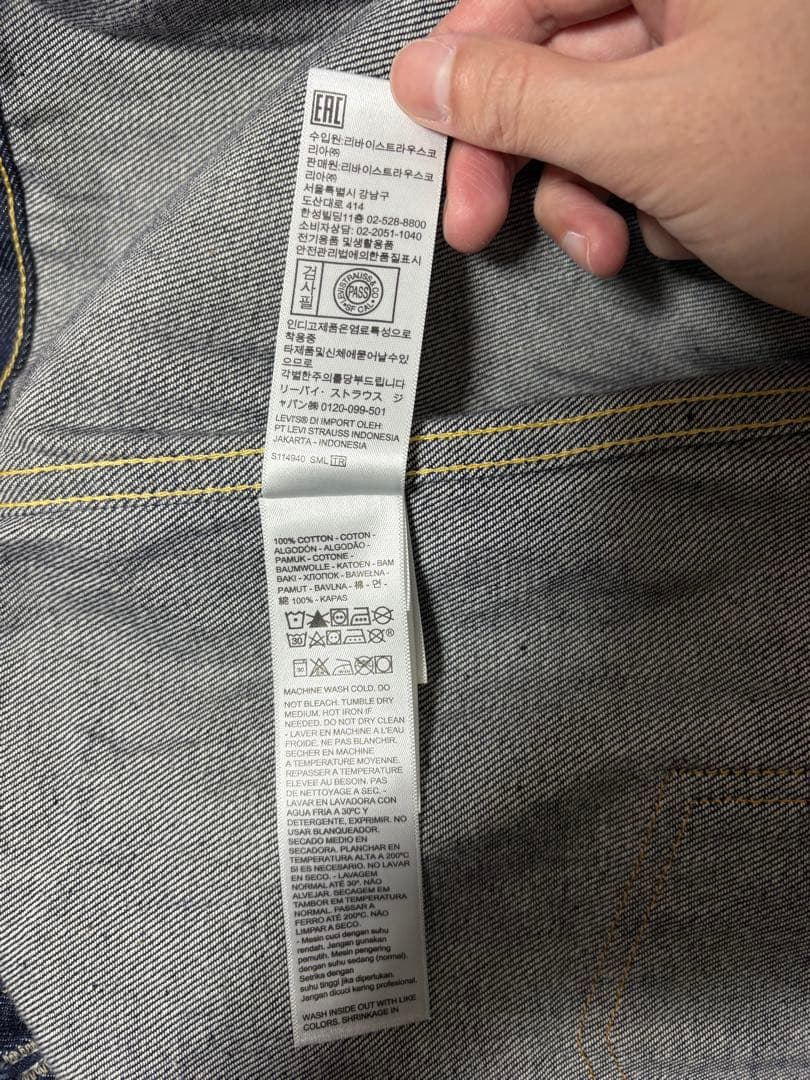 EAC
수입원:리바이스트라우스코
리아㈜
판매원:리바이스트라우스코
리아㈜
서울특별시 강남구
도산대로 414
한성빌딩11층 02-528-8800
소비자상담: 02-2051-1040
전기용품 및생활용품
안전관리법에의한품질표시
검사필
LEVI STRAUSS & CO
PASS
SF CAL
인디고제품은염료특성으로
착용중
타제품및신체에묻어날수있
으므로
각별한주의를당부드립니다
リーバイ・ストラウス ジ
ャパン㈱ 0120-099-501
LEVI'S® DI IMPORT OLEH:
PT LEVI STRAUSS INDONESIA
JAKARTA - INDONESIA
S114940 SML TR
100% COTTON - COTON -
ALGODÓN - ALGODÃO -
PAMUK - COTONE -
BAUMWOLLE - KATOEN - BAM
BAKI - ХЛОПОК - BAWEŁNA -
PAMUT - BAVLNA - 棉 - 면 -
綿 100% - KAPAS
30
MACHINE WASH COLD. DO
NOT BLEACH. TUMBLE DRY
MEDIUM. HOT IRON IF
NEEDED. DO NOT DRY CLEAN
- LAVER EN MACHINE A L'EAU
FROIDE. NE PAS BLANCHIR.
SECHER EN MACHINE
A TEMPERATURE MOYENNE.
REPASSER A TEMPERATURE
ELEVEE AU BESOIN. PAS
DE NETTOYAGE A SEC. -
LAVAR EN LAVADORA CON
AGUA FRIA A 30ºC Y
DETERGENTE, EXPRIMIR. NO
USAR BLANQUEADOR.
SECADO MEDIO EN
SECADORA. PLANCHAR EN
TEMPERATURA ALTA A 200ºC
SI ES NECESARIO. NO LAVAR
EN SECO. - LAVAGEM
NORMAL ATÉ 30º. NÃO
ALVEJAR. SECAGEM EM
TAMBOR EM TEMPERATURA
NORMAL. PASSAR A
FERRO ATÉ 200ºC. NÃO
LIMPAR A SECO.
- Mesin cuci dengan suhu
rendah. Jangan gunakan
pemutih. Mesin pengering
dengan suhu sedang (normal).
Setrika dengan
suhu tinggi jika diperlukan.
Jangan dicuci kering profesional.
WASH INSIDE OUT WITH LIKE
COLORS. SHRINKAGE IN